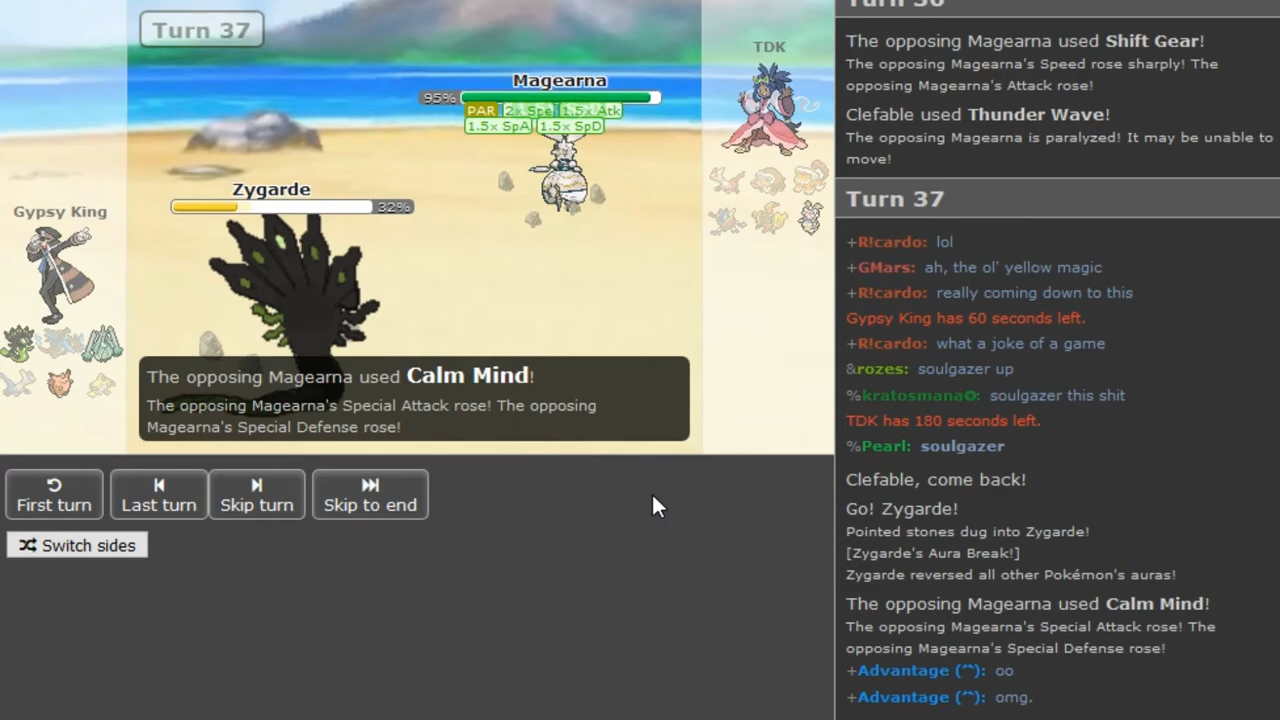 Turn 37
TDK
Magearna
95%
PAR 2x Spe 1.5x Atk
1.5x SpA 1.5x SpD
Zygarde
32%
Gypsy King
The opposing Magearna used Calm Mind!
The opposing Magearna's Special Attack rose! The opposing
Magearna's Special Defense rose!
First turn
Last turn
Skip turn
Skip to end
Switch sides
Turn 36
The opposing Magearna used Shift Gear!
The opposing Magearna's Speed rose sharply! The
opposing Magearna's Attack rose!
Clefable used Thunder Wave!
The opposing Magearna is paralyzed! It may be unable to
move!
Turn 37
+R!cardo: lol
+GMars: ah, the ol' yellow magic
+R!cardo: really coming down to this
Gypsy King has 60 seconds left.
+R!cardo: what a joke of a game
&rozes: soulgazer up
%kratosmana✪: soulgazer this shit
TDK has 180 seconds left.
%Pearl: soulgazer
Clefable, come back!
Go! Zygarde!
Pointed stones dug into Zygarde!
[Zygarde's Aura Break!]
Zygarde reversed all other Pokémon's auras!
The opposing Magearna used Calm Mind!
The opposing Magearna's Special Attack rose! The
opposing Magearna's Special Defense rose!
+Advantage (^^): oo
+Advantage (^^): omg.